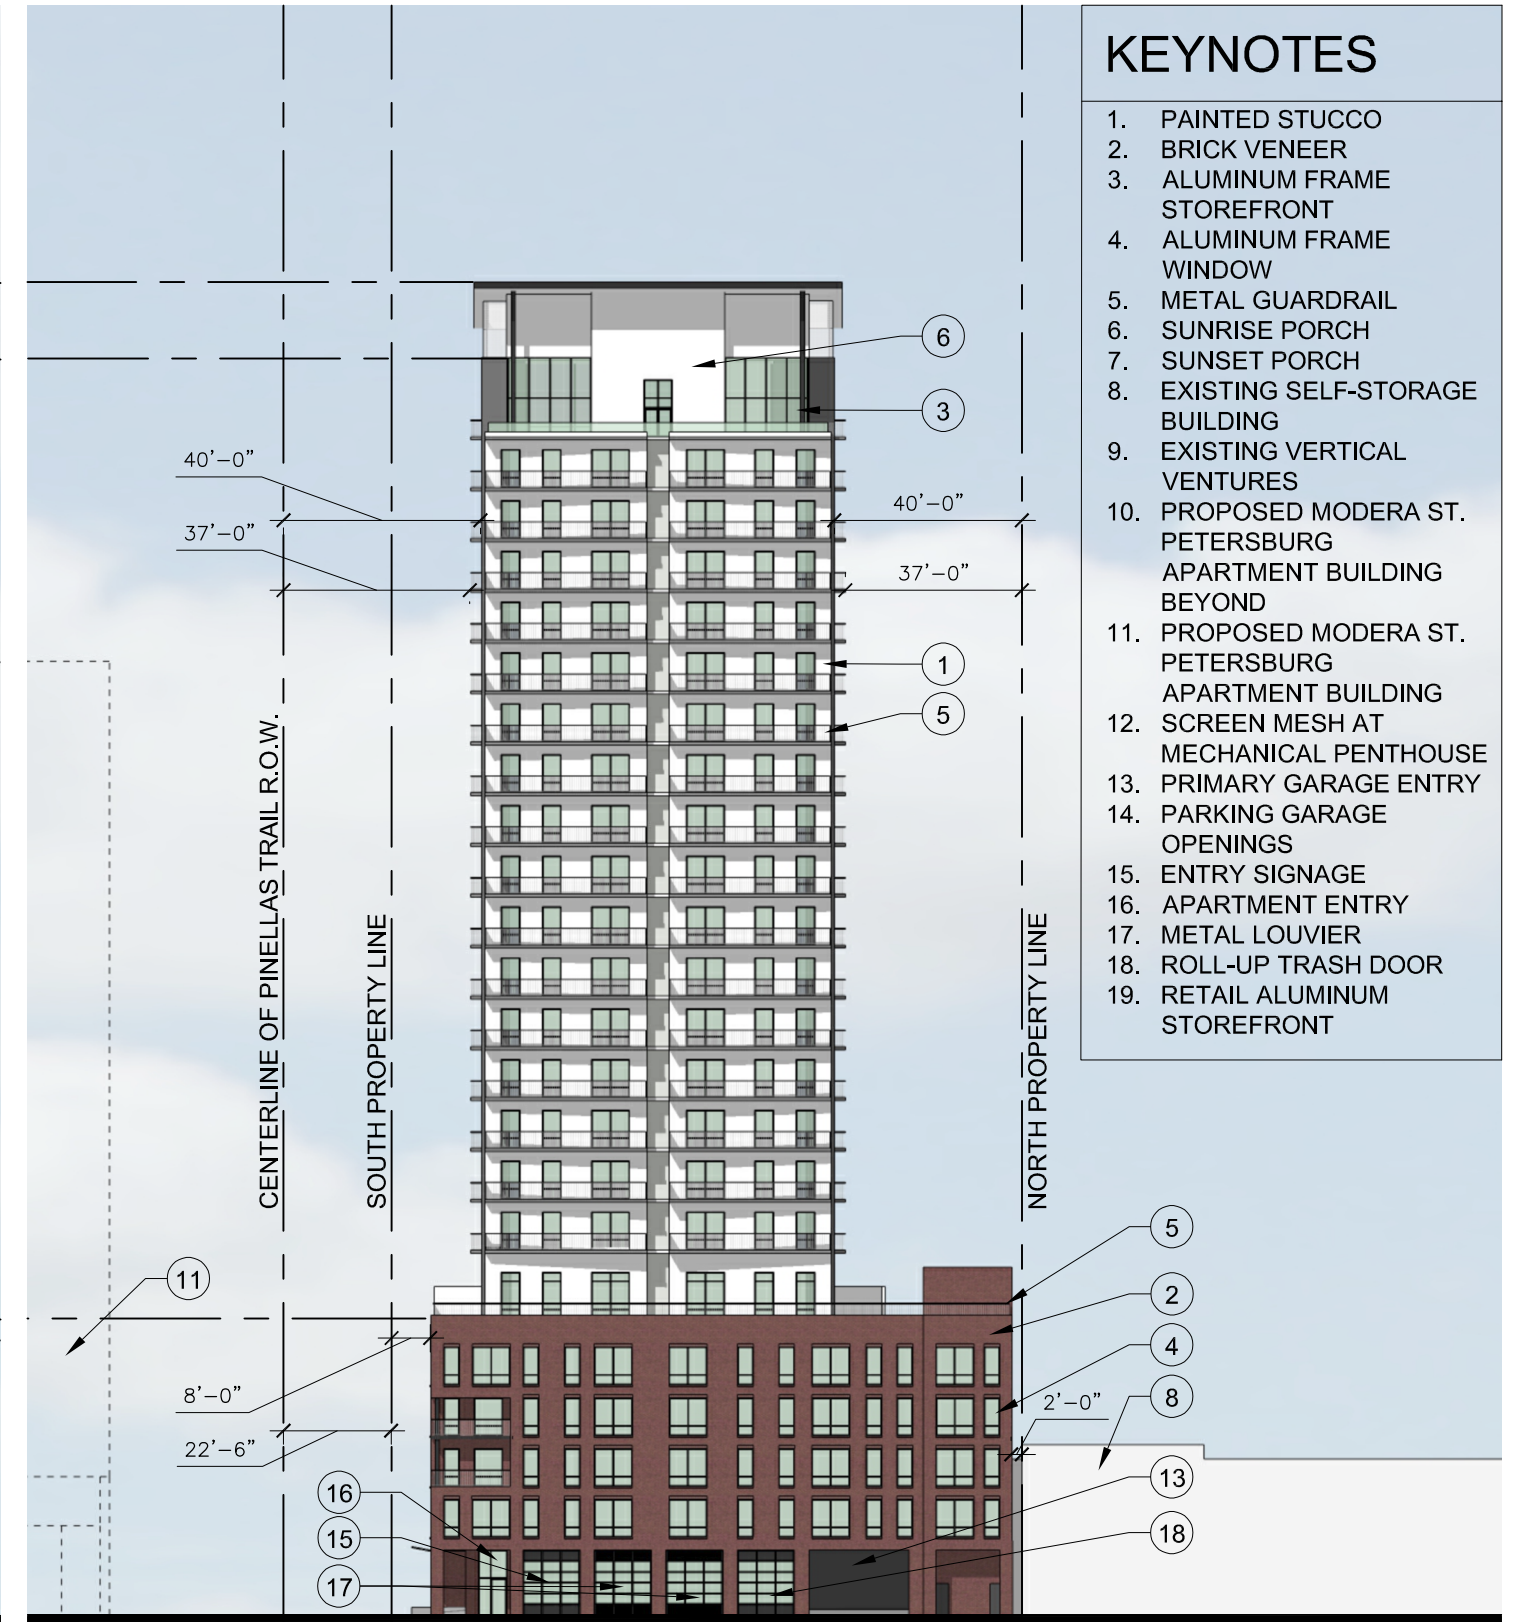 KEYNOTES
1. PAINTED STUCCO
2. BRICK VENEER
3. ALUMINUM FRAME
STOREFRONT
4. ALUMINUM FRAME
WINDOW
5. METAL GUARDRAIL
6. SUNRISE PORCH
7. SUNSET PORCH
8. EXISTING SELF-STORAGE
BUILDING
9. EXISTING VERTICAL
VENTURES
10. PROPOSED MODERA ST.
PETERSBURG
APARTMENT BUILDING
BEYOND
11. PROPOSED MODERA ST.
PETERSBURG
APARTMENT BUILDING
12. SCREEN MESH AT
MECHANICAL PENTHOUSE
13. PRIMARY GARAGE ENTRY
14. PARKING GARAGE
OPENINGS
15. ENTRY SIGNAGE
16. APARTMENT ENTRY
17. METAL LOUVIER
18. ROLL-UP TRASH DOOR
19. RETAIL ALUMINUM
STOREFRONT
6
3
40'-0"
40'-0"
37'-0"
37'-0"
1
5
CENTERLINE OF PINELLAS TRAIL R.O.W.
SOUTH PROPERTY LINE
NORTH PROPERTY LINE
5
11
2
4
8'-0"
2'-0"
8
22'-6"
13
16
15
18
17